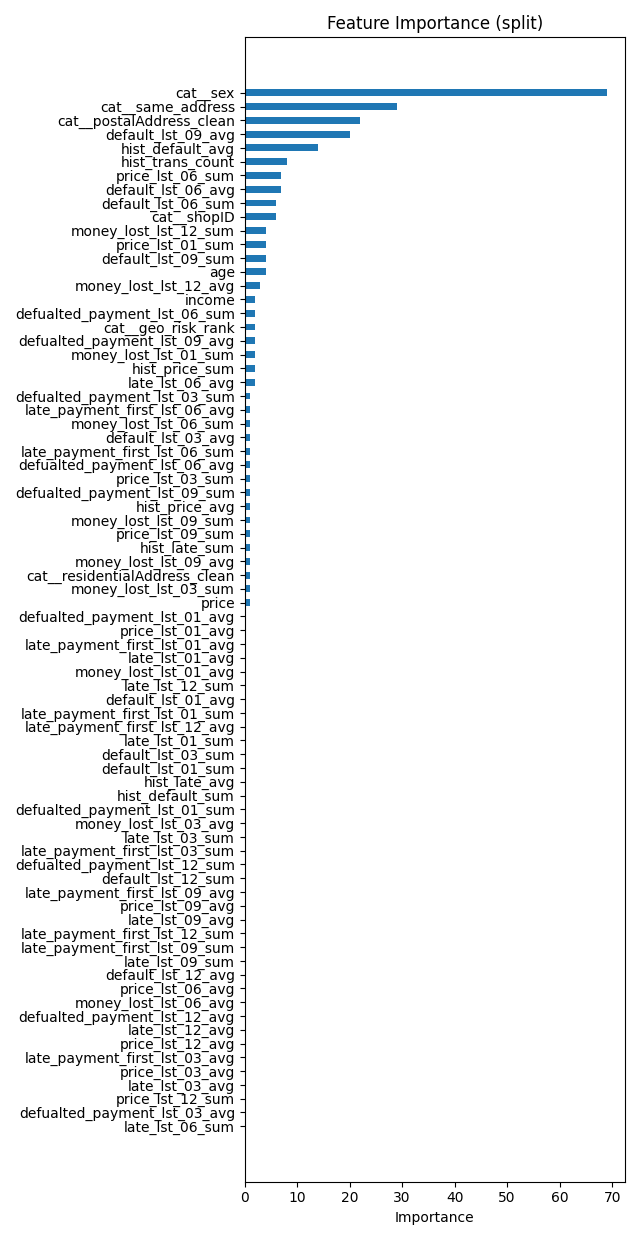 Feature Importance (split)
cat__sex
cat__same_address
cat__postalAddress_clean
default_lst_09_avg
hist_default_avg
hist_trans_count
price_lst_06_sum
default_lst_06_avg
default_lst_06_sum
cat__shopID
money_lost_lst_12_sum
price_lst_01_sum
default_lst_09_sum
age
money_lost_lst_12_avg
income
defualted_payment_lst_06_sum
cat__geo_risk_rank
defualted_payment_lst_09_avg
money_lost_lst_01_sum
hist_price_sum
late_lst_06_avg
defualted_payment_lst_03_sum
late_payment_first_lst_06_avg
money_lost_lst_06_sum
default_lst_03_avg
late_payment_first_lst_06_sum
defualted_payment_lst_06_avg
price_lst_03_sum
defualted_payment_lst_09_sum
hist_price_avg
money_lost_lst_09_sum
price_lst_09_sum
hist_late_sum
money_lost_lst_09_avg
cat__residentialAddress_clean
money_lost_lst_03_sum
price
defualted_payment_lst_01_avg
price_lst_01_avg
late_payment_first_lst_01_avg
late_lst_01_avg
money_lost_lst_01_avg
late_lst_12_sum
default_lst_01_avg
late_payment_first_lst_01_sum
late_payment_first_lst_12_avg
late_lst_01_sum
default_lst_03_sum
default_lst_01_sum
hist_late_avg
hist_default_sum
defualted_payment_lst_01_sum
money_lost_lst_03_avg
late_lst_03_sum
late_payment_first_lst_03_sum
defualted_payment_lst_12_sum
default_lst_12_sum
late_payment_first_lst_09_avg
price_lst_09_avg
late_lst_09_avg
late_payment_first_lst_12_sum
late_payment_first_lst_09_sum
late_lst_09_sum
default_lst_12_avg
price_lst_06_avg
money_lost_lst_06_avg
defualted_payment_lst_12_avg
late_lst_12_avg
price_lst_12_avg
late_payment_first_lst_03_avg
price_lst_03_avg
late_lst_03_avg
price_lst_12_sum
defualted_payment_lst_03_avg
late_lst_06_sum
0 10 20 30 40 50 60 70
Importance